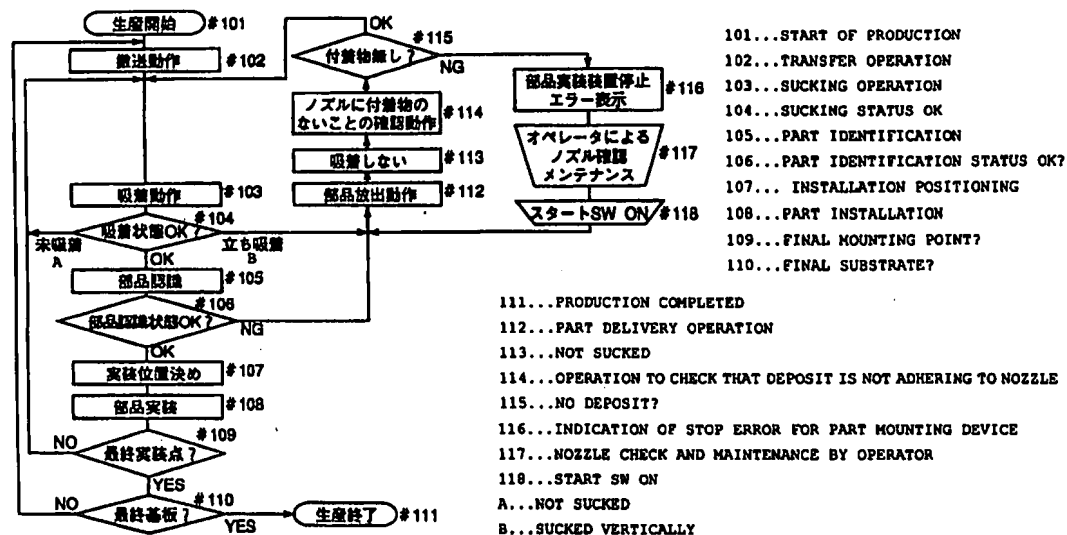 生産開始 #101
搬送動作 #102
吸着動作 #103
吸着状態OK? #104
未吸着
A
立ち吸着
B
OK
部品認識 #105
部品認識状態OK? #106
NG
OK
実装位置決め #107
部品実装 #108
最終実装点? #109
NO
YES
最終基板? #110
NO
YES
生産終了 #111
部品放出動作 #112
吸着しない #113
ノズルに付着物の
ないことの確認動作 #114
付着物無し? #115
OK
NG
部品実装装置停止
エラー表示 #116
オペレータによる
ノズル確認
メンテナンス #117
スタートSW ON #118
101...START OF PRODUCTION
102...TRANSFER OPERATION
103...SUCKING OPERATION
104...SUCKING STATUS OK
105...PART IDENTIFICATION
106...PART IDENTIFICATION STATUS OK?
107... INSTALLATION POSITIONING
108...PART INSTALLATION
109...FINAL MOUNTING POINT?
110...FINAL SUBSTRATE?
111...PRODUCTION COMPLETED
112...PART DELIVERY OPERATION
113...NOT SUCKED
114...OPERATION TO CHECK THAT DEPOSIT IS NOT ADHERING TO NOZZLE
115...NO DEPOSIT?
116...INDICATION OF STOP ERROR FOR PART MOUNTING DEVICE
117...NOZZLE CHECK AND MAINTENANCE BY OPERATOR
118...START SW ON
A...NOT SUCKED
B...SUCKED VERTICALLY